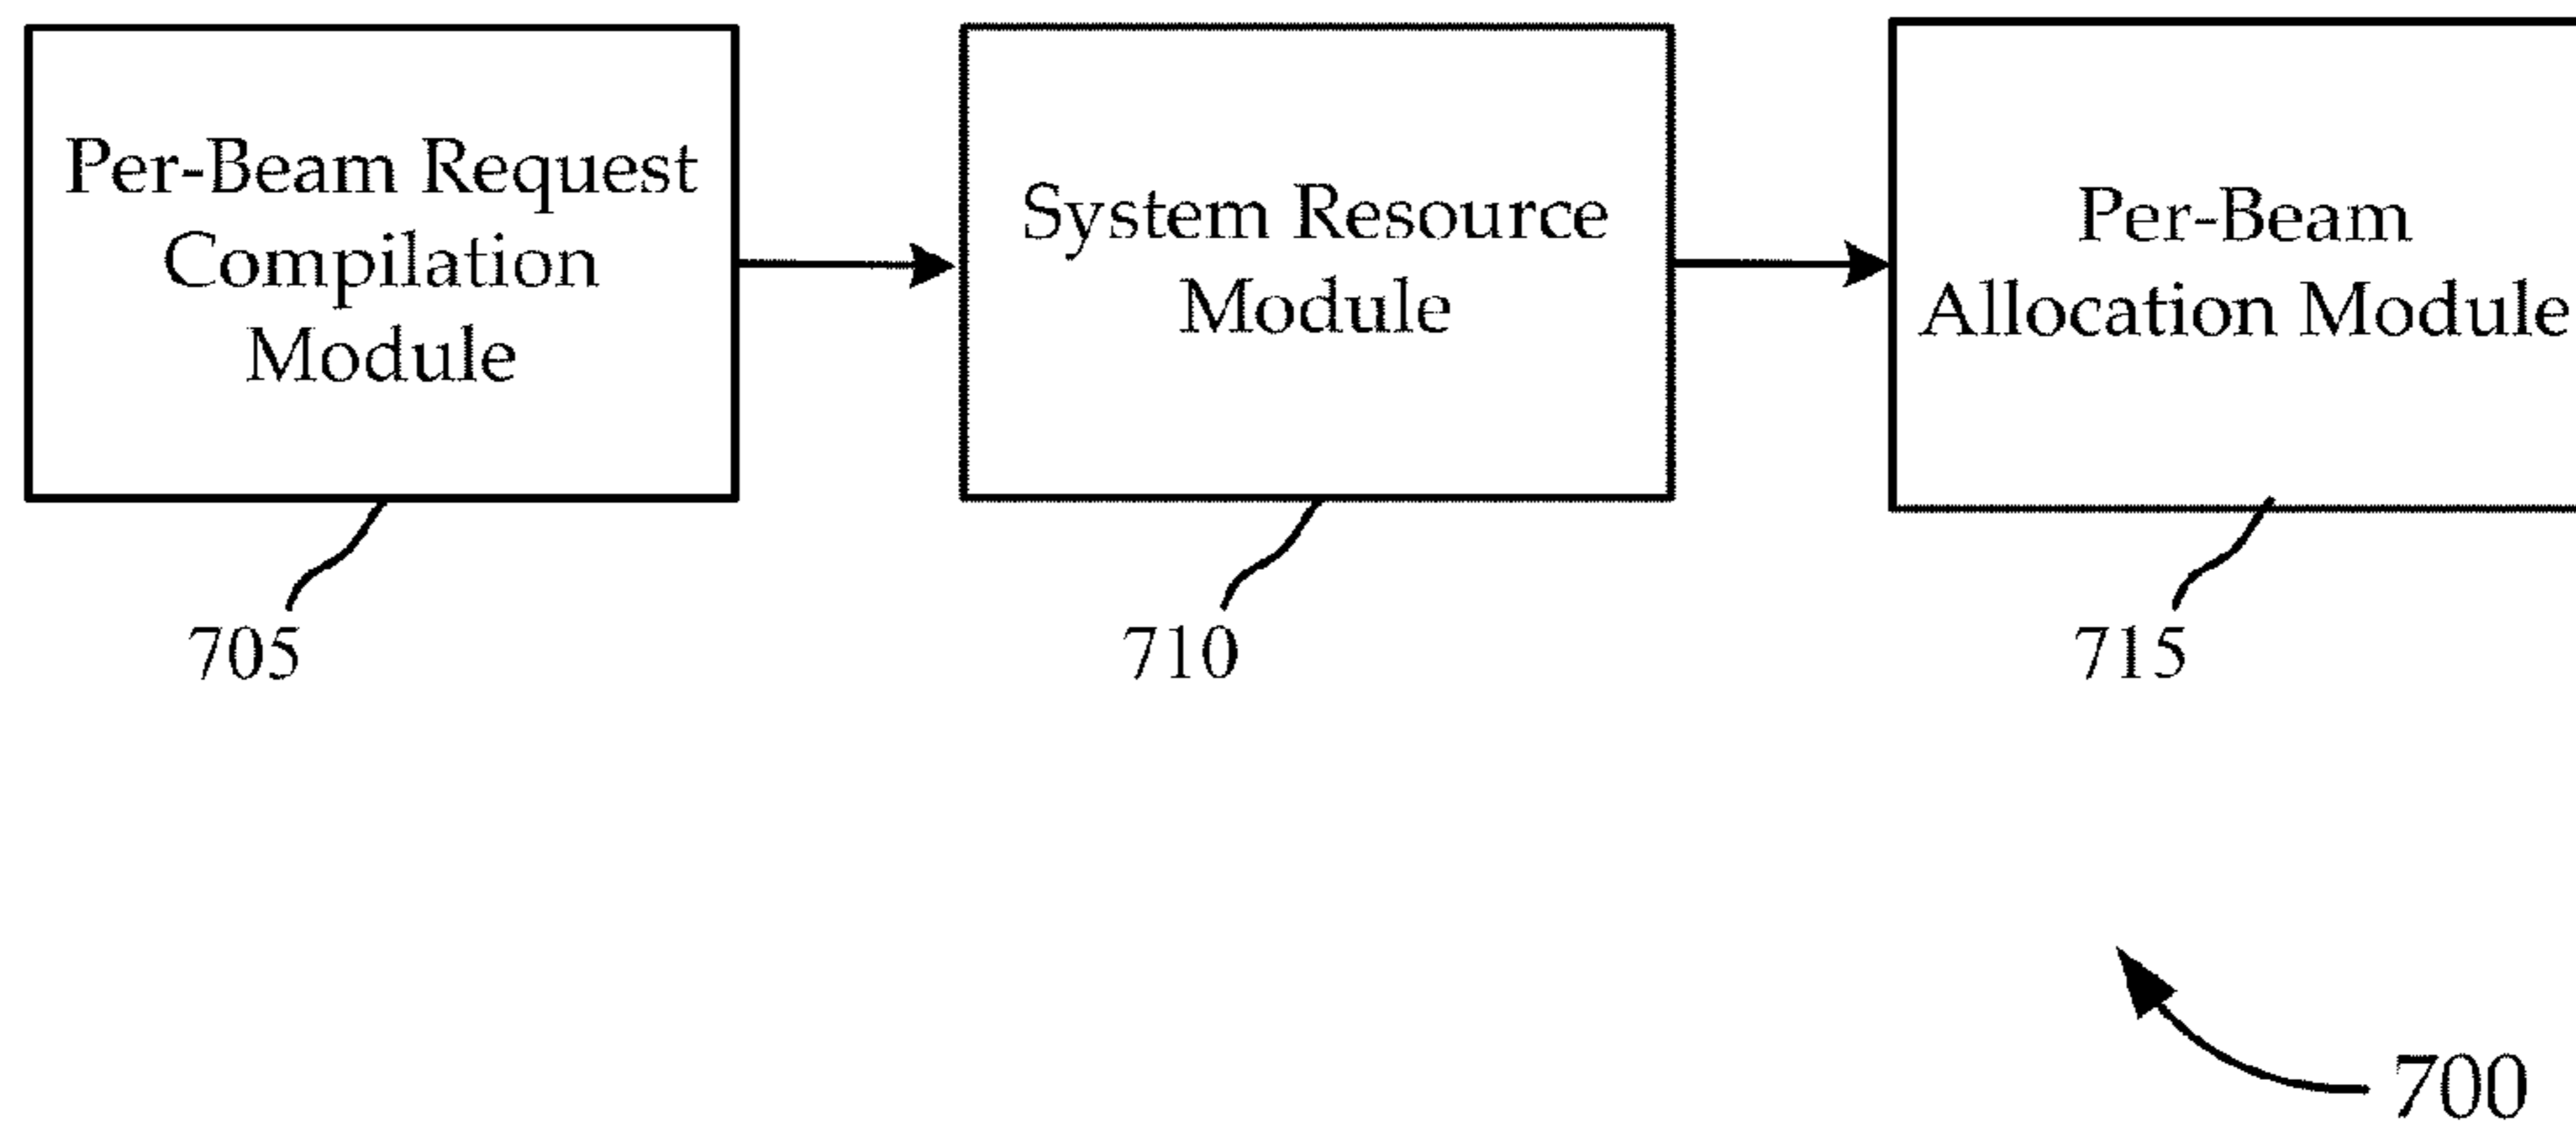 Per-Beam Request
Compilation
Module
System Resource
Module
Per-Beam
Allocation Module
705
710
715
700